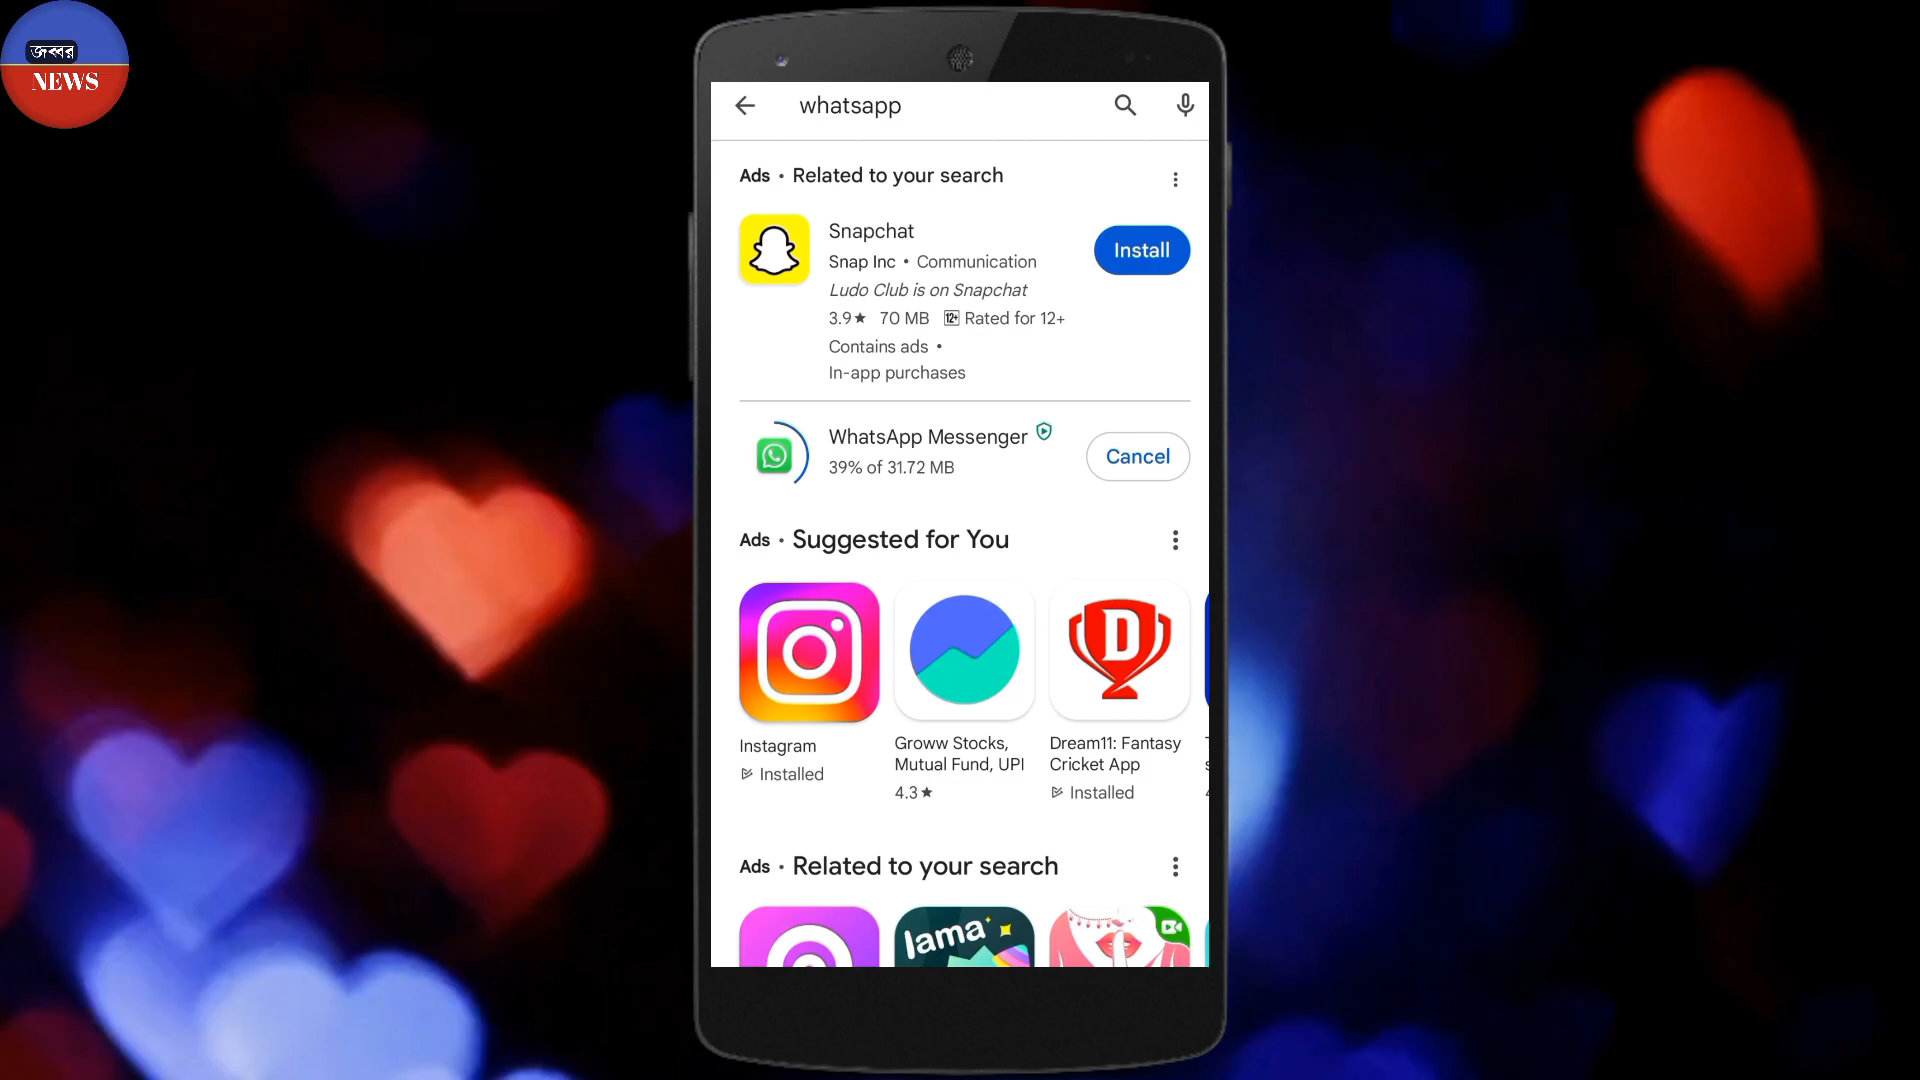 জব্বর
NEWS
whatsapp
Ads • Related to your search
Snapchat
Snap Inc • Communication
Install
Ludo Club is on Snapchat
3.9★ 70 MB 12+ Rated for 12+
Contains ads •
In-app purchases
WhatsApp Messenger
39% of 31.72 MB
Cancel
Ads • Suggested for You
Instagram
Installed
Groww Stocks,
Mutual Fund, UPI
4.3★
D
Dream11: Fantasy
Cricket App
Installed
Ads • Related to your search
lama